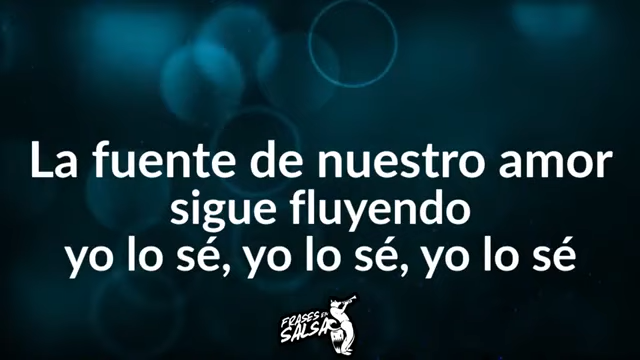 La fuente de nuestro amor
sigue fluyendo
yo lo sé, yo lo sé, yo lo sé
FRASES EN
SALSA